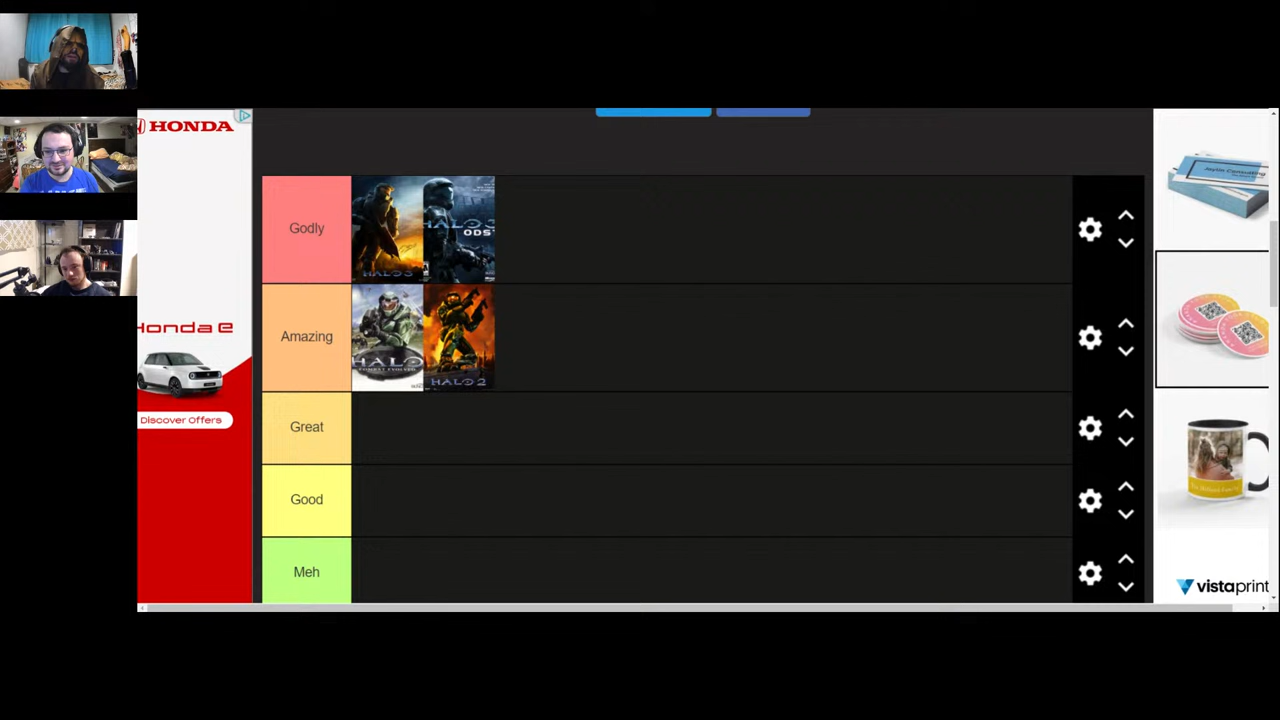 HONDA
Honda e
Discover Offers
Godly
HALO 3
HALO 3
ODST
Amazing
HALO
COMBAT EVOLVED
HALO 2
Great
Good
Meh
vistaprint